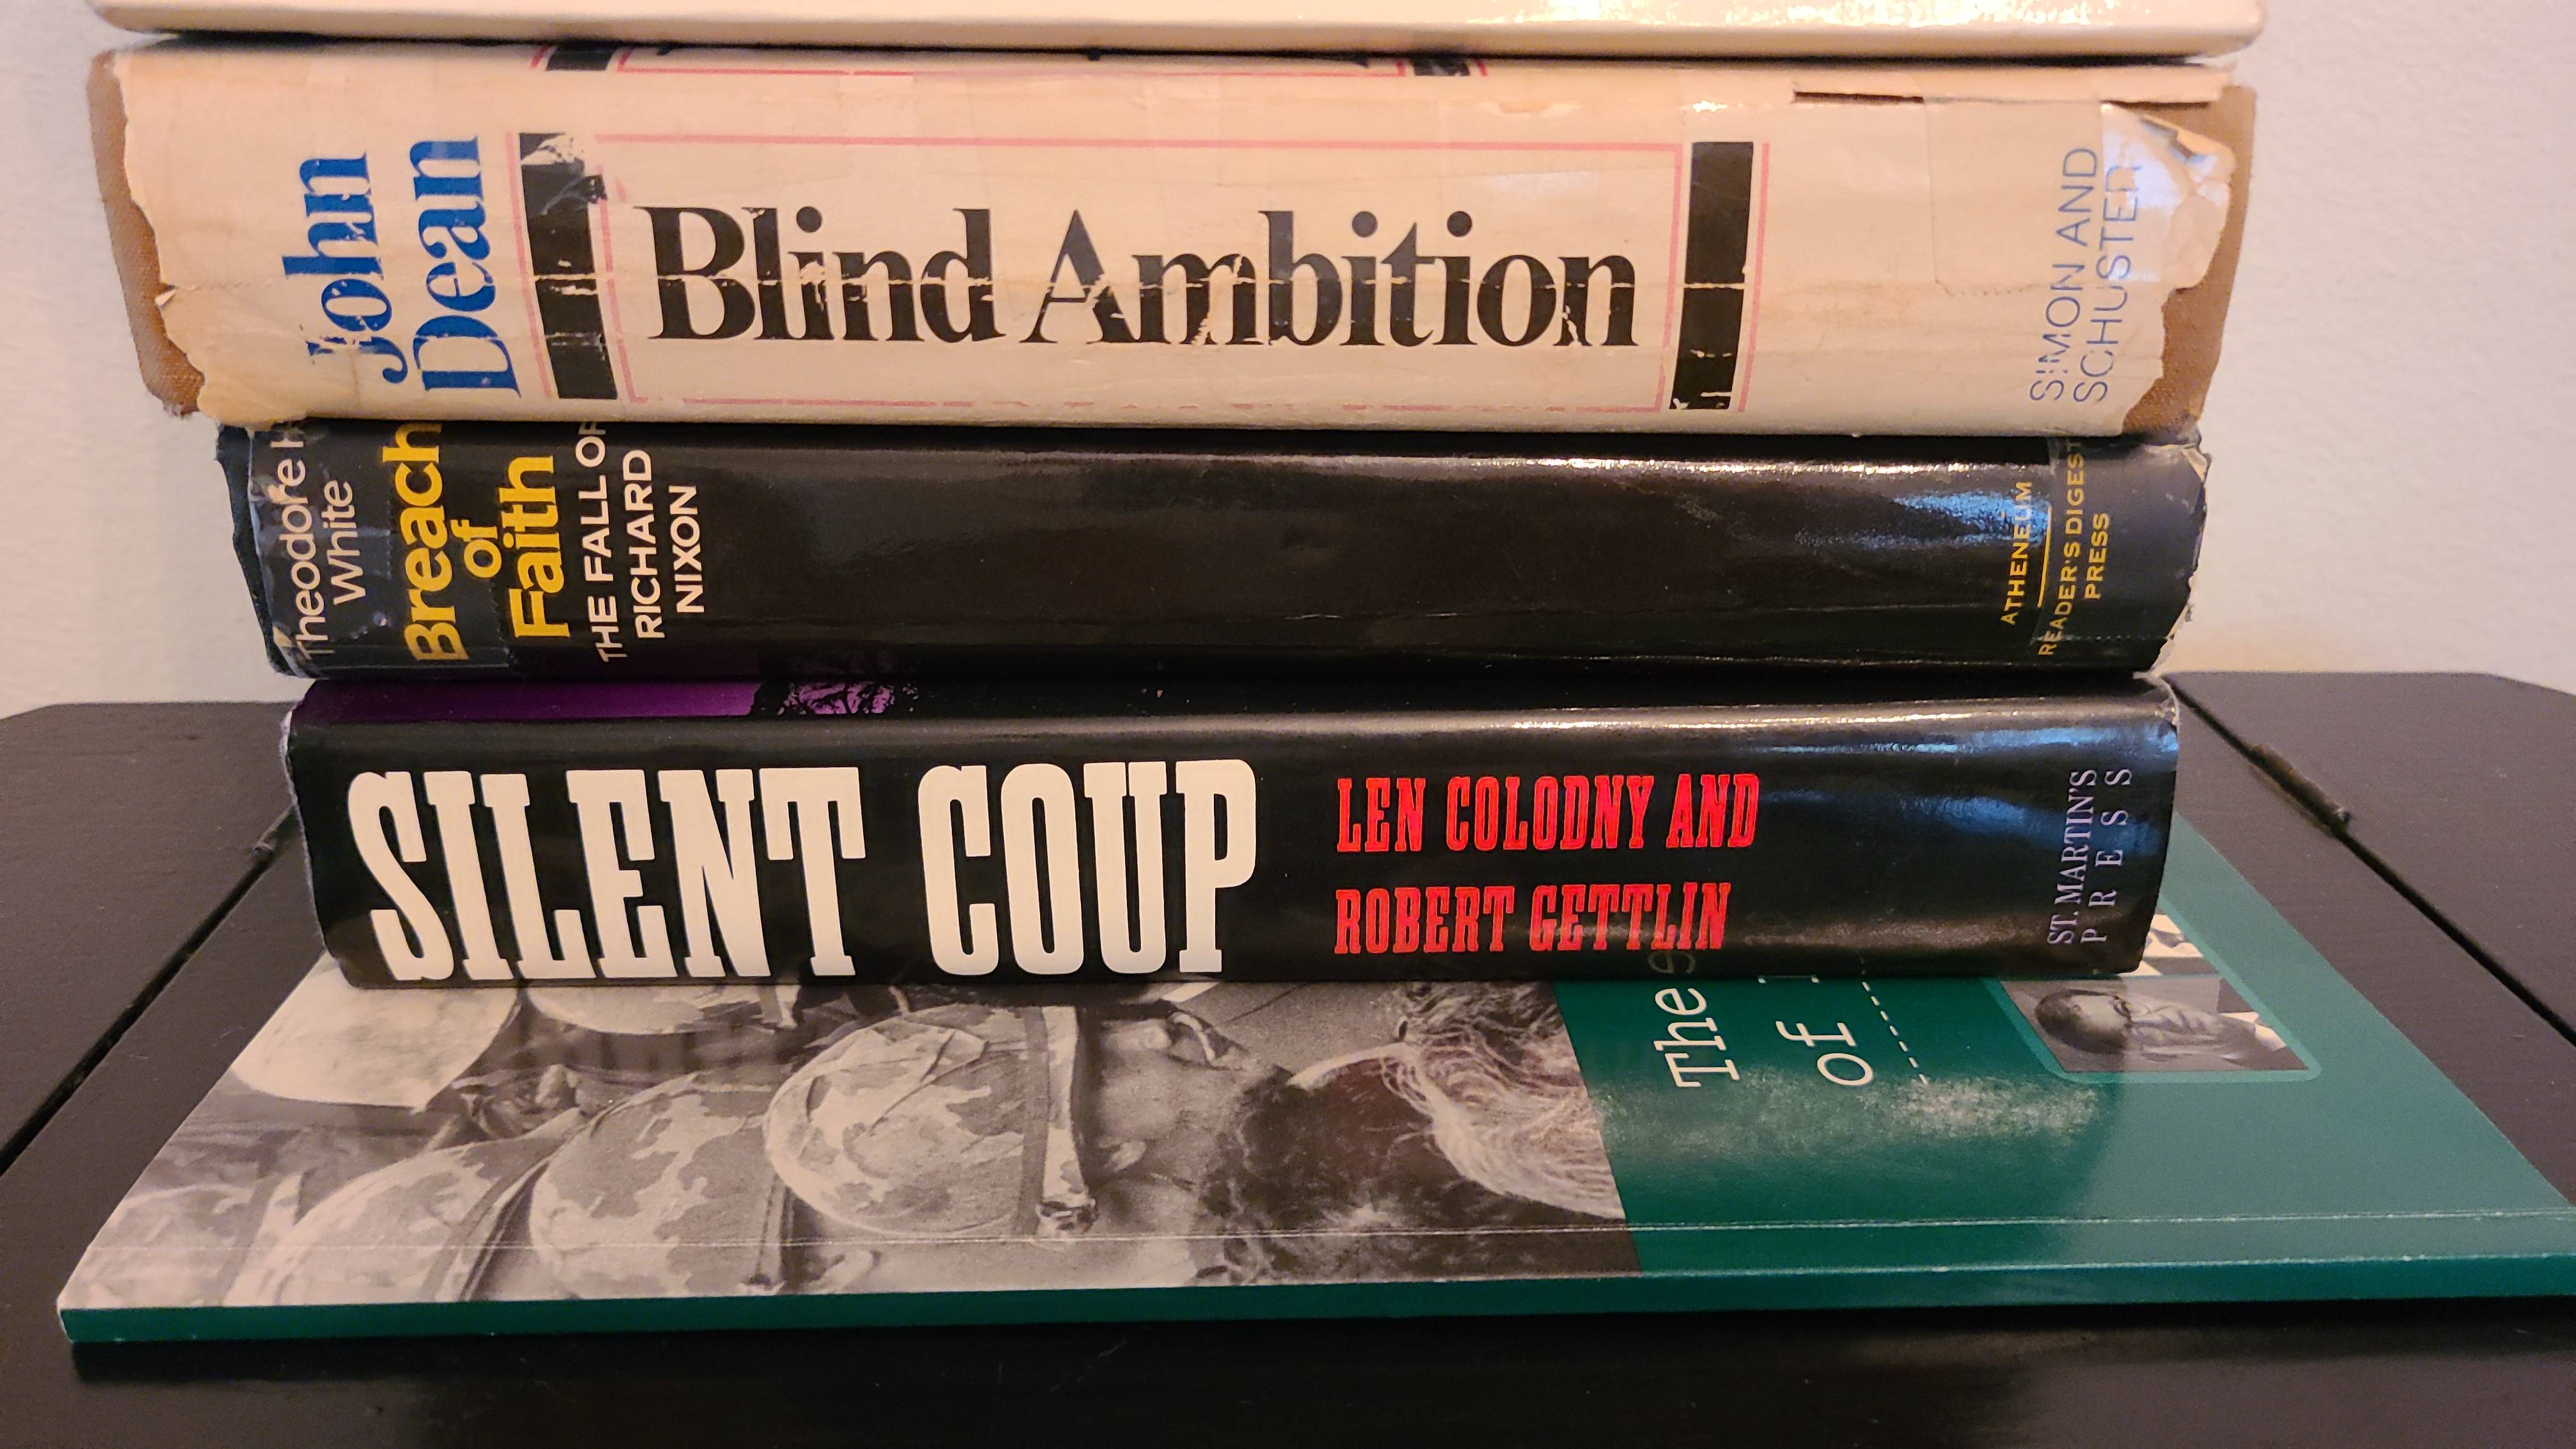 John
Dean
Blind Ambition
SIMON AND
SCHUSTER
Theodore H
White
Breach
of
Faith
THE FALL OF
RICHARD
NIXON
ATHENEUM
READER'S DIGEST
PRESS
SILENT COUP
LEN COLODNY AND
ROBERT GETTLIN
ST. MARTIN'S
PRESS
The
of